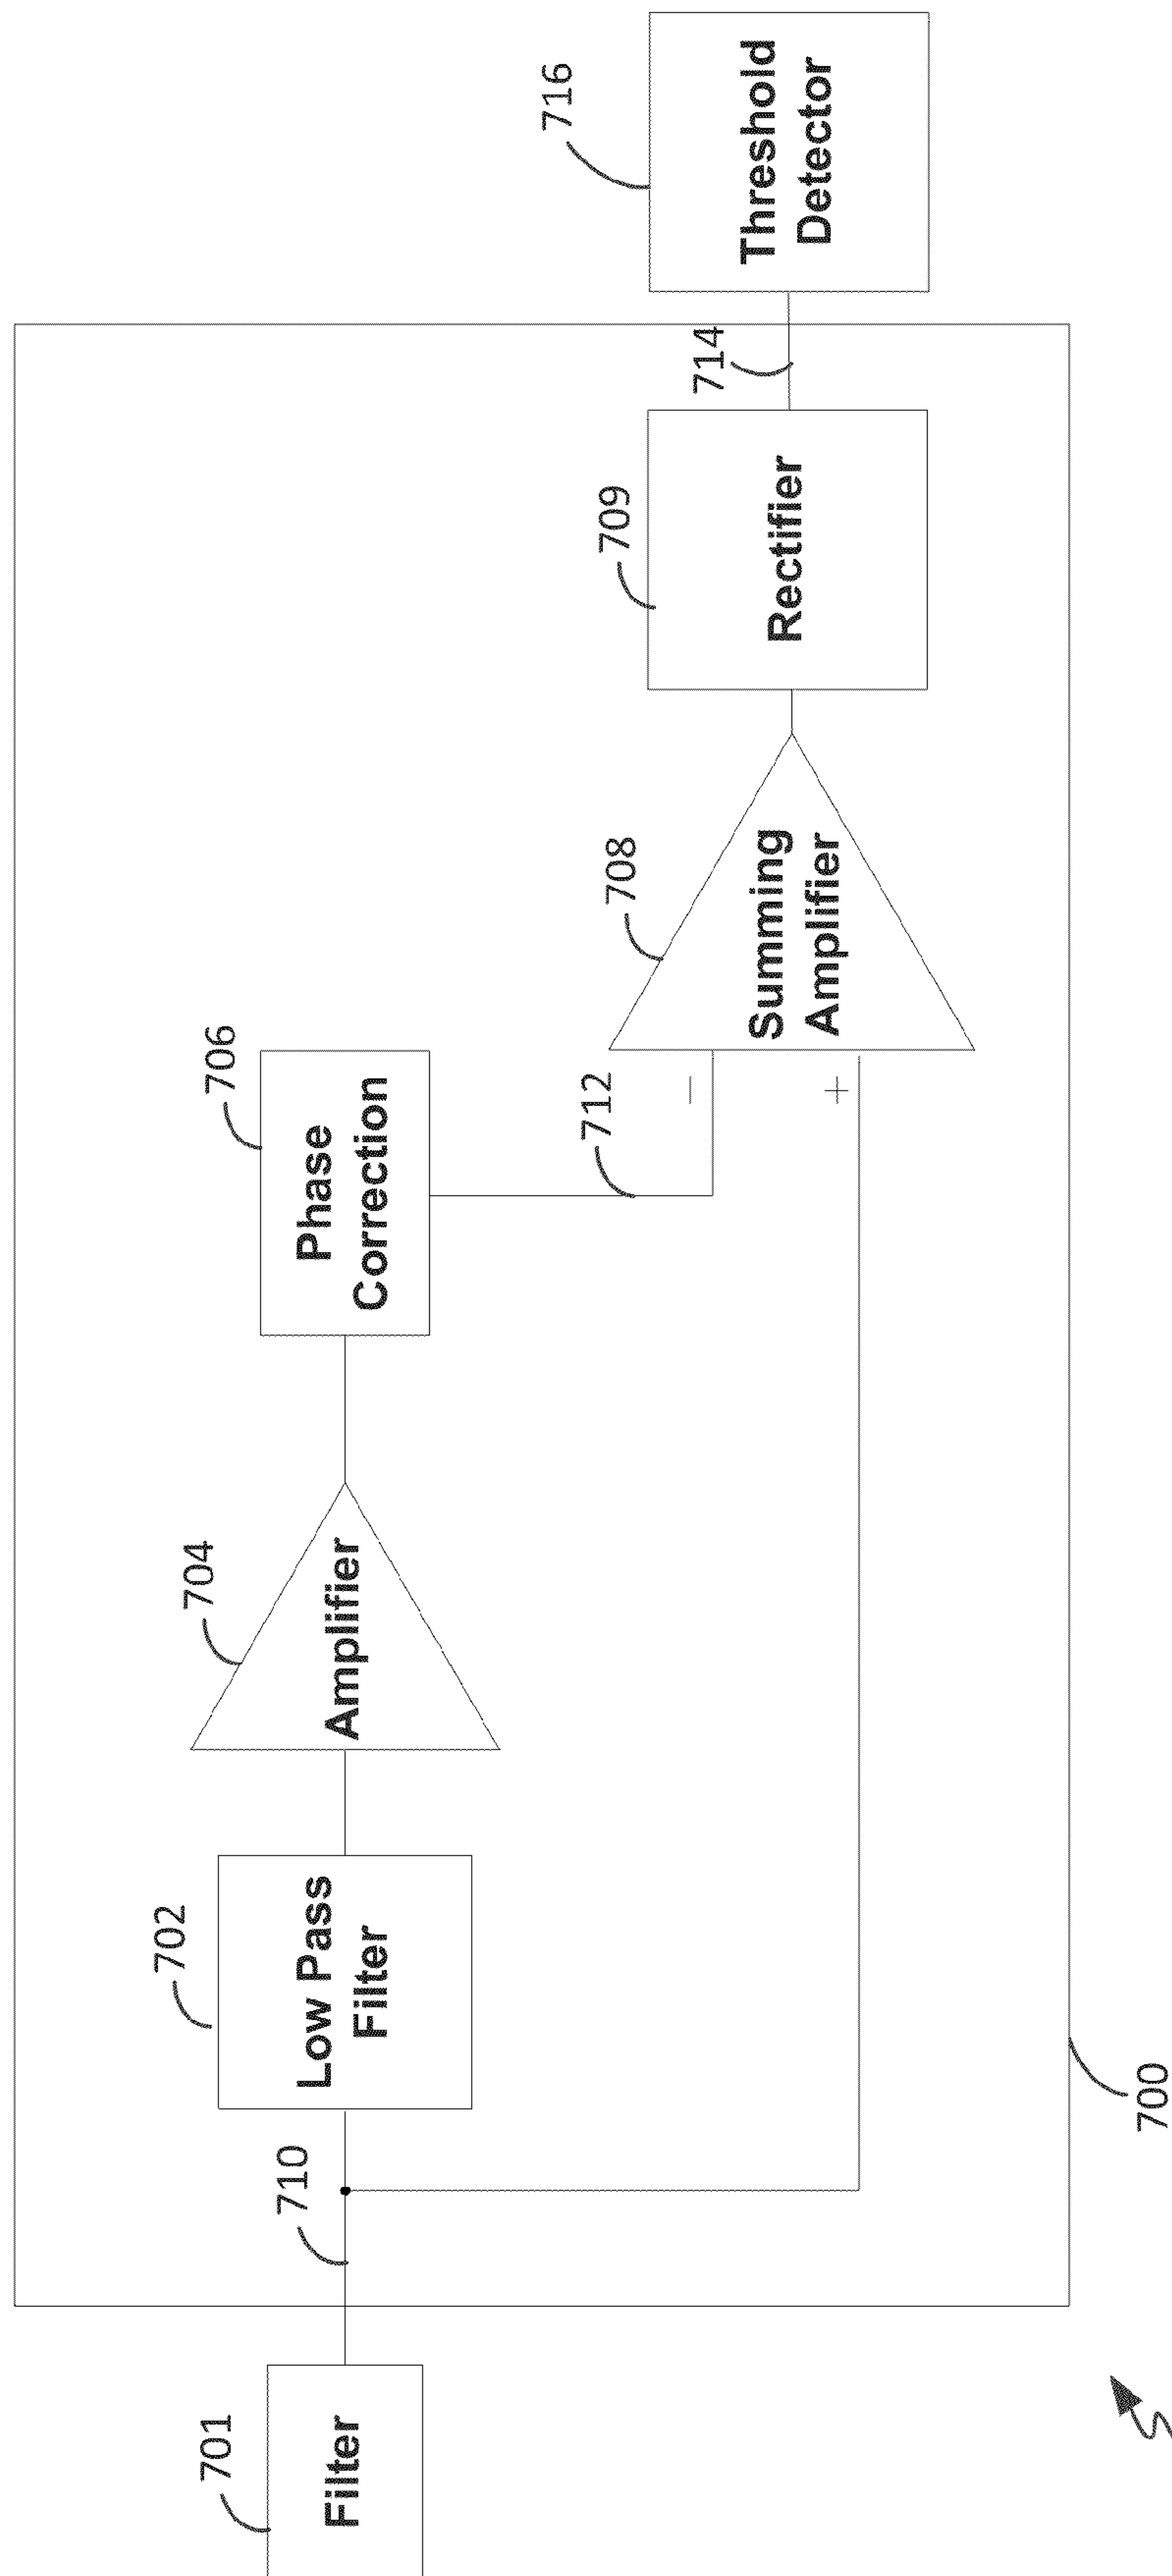 701
Filter
710
702
Low Pass
Filter
704
Amplifier
706
Phase
Correction
712
−
+
708
Summing
Amplifier
709
Rectifier
714
716
Threshold
Detector
700